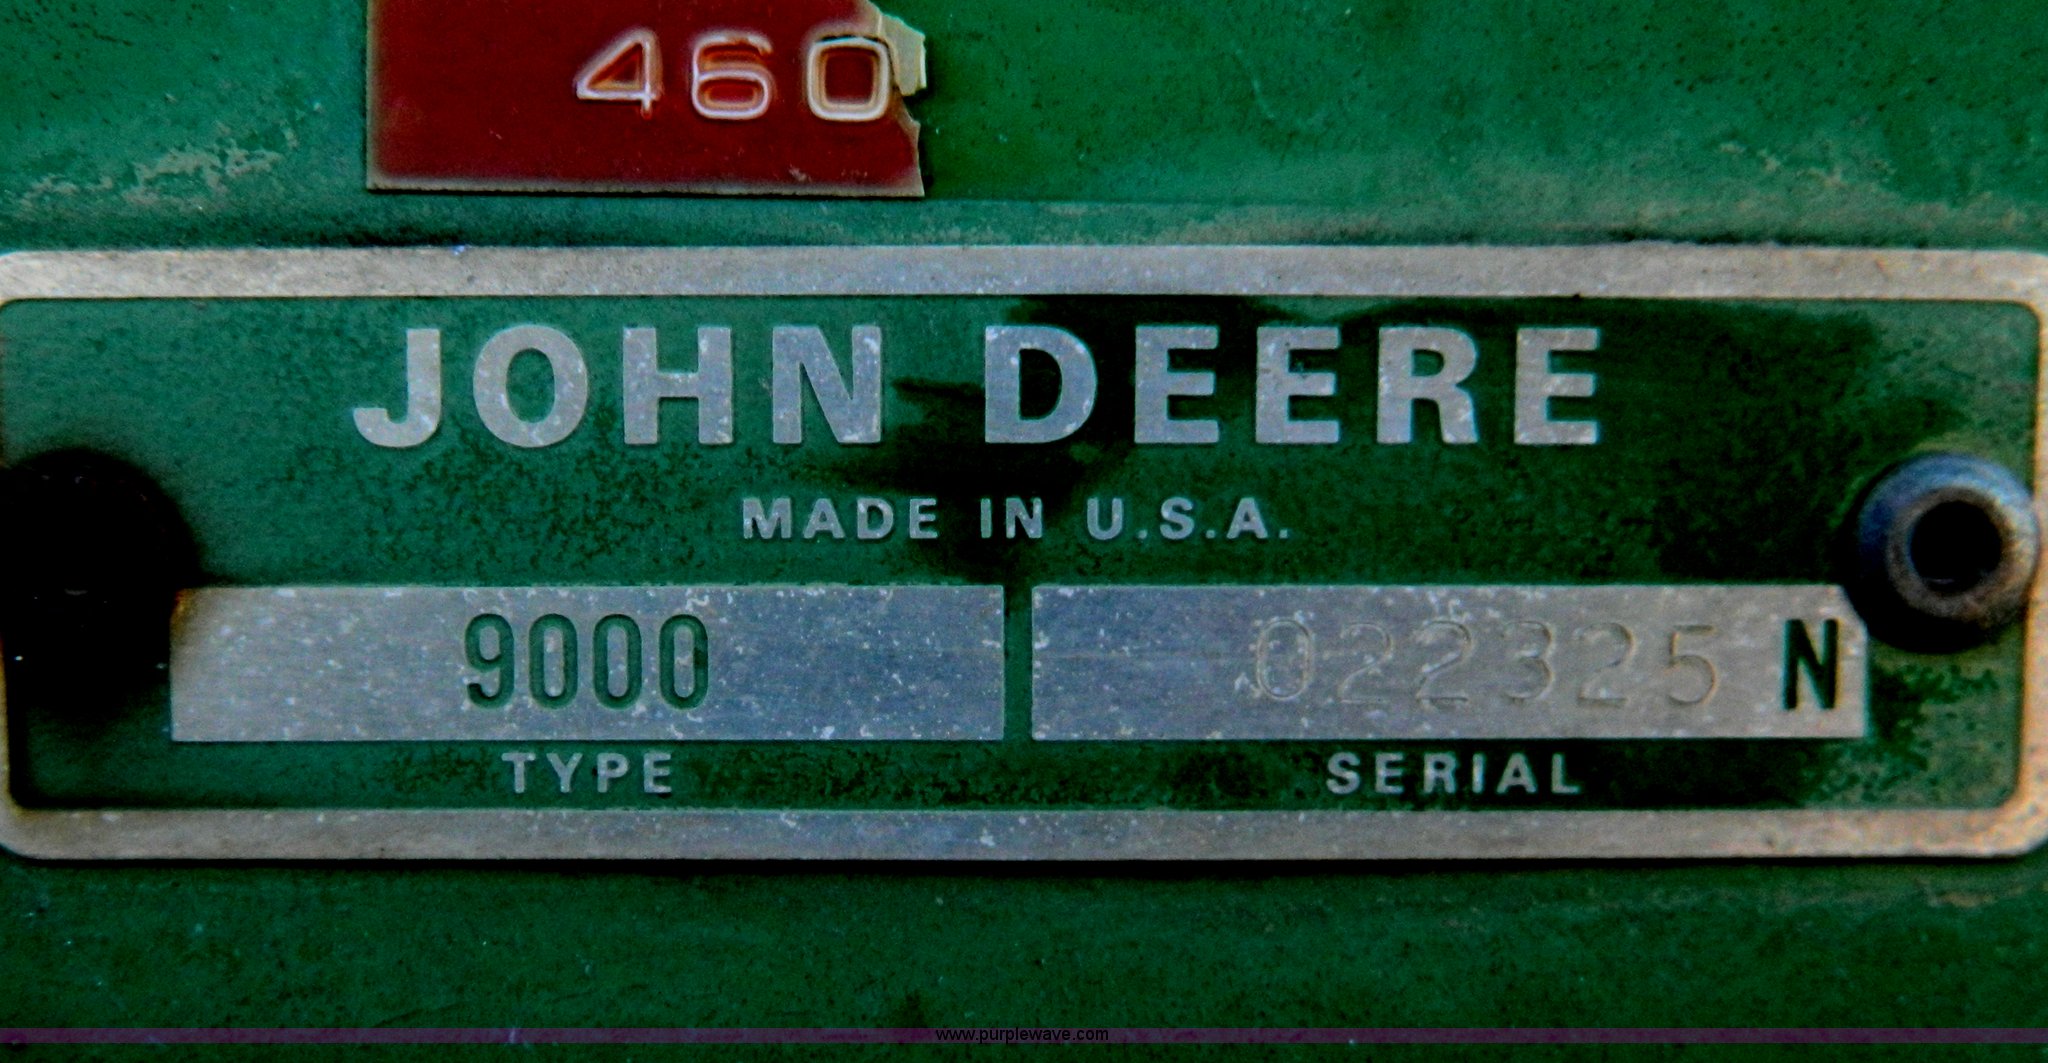 460
JOHN DEERE
MADE IN U.S.A.
9000 022325 N
TYPE SERIAL
www.purplewave.com